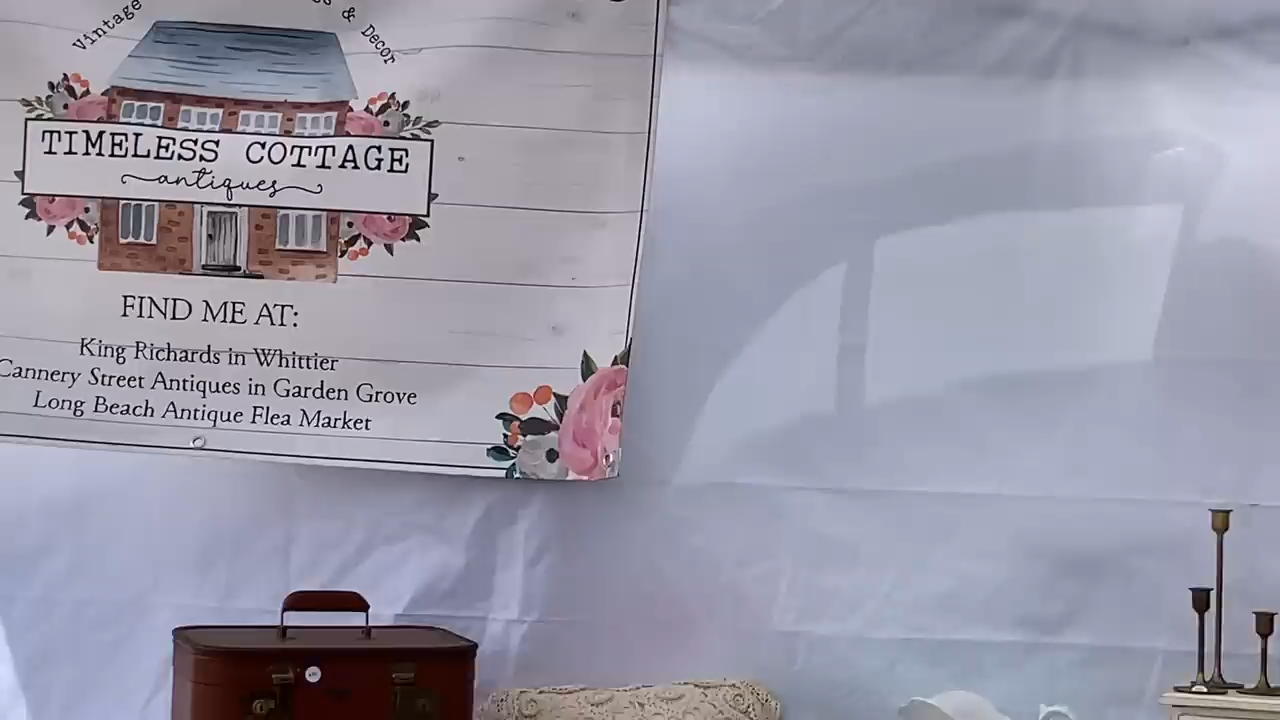 Vintage & Decor
TIMELESS COTTAGE
antiques
FIND ME AT:
King Richards in Whittier
Cannery Street Antiques in Garden Grove
Long Beach Antique Flea Market